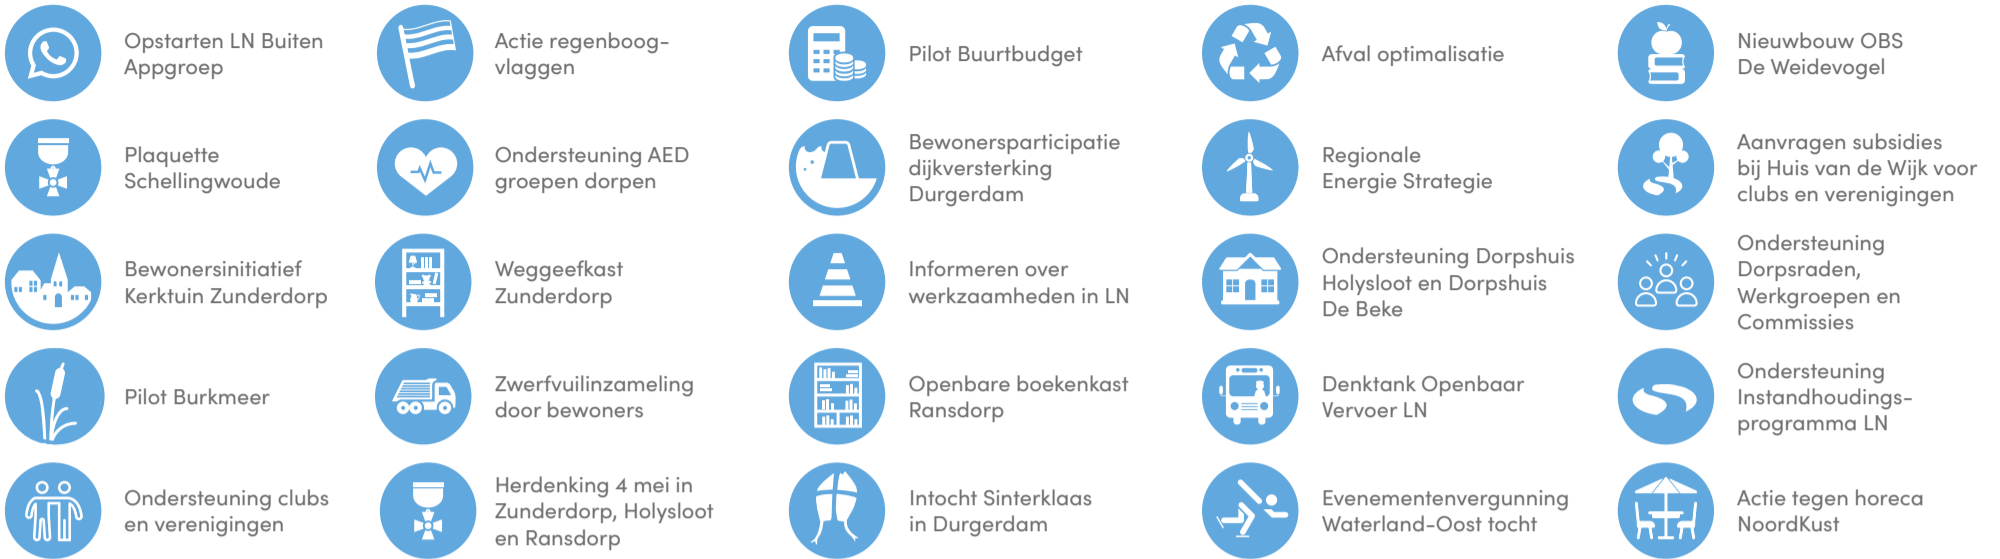 Opstarten LN Buiten
Appgroep
Actie regenboog-
vlaggen
Pilot Buurtbudget
Afval optimalisatie
Nieuwbouw OBS
De Weidevogel
Plaquette
Schellingwoude
Ondersteuning AED
groepen dorpen
Bewonersparticipatie
dijkversterking
Durgerdam
Regionale
Energie Strategie
Aanvragen subsidies
bij Huis van de Wijk voor
clubs en verenigingen
Bewonersinitiatief
Kerktuin Zunderdorp
Weggeefkast
Zunderdorp
Informeren over
werkzaamheden in LN
Ondersteuning Dorpshuis
Holysloot en Dorpshuis
De Beke
Ondersteuning
Dorpsraden,
Werkgroepen en
Commissies
Pilot Burkmeer
Zwerfvuilinzameling
door bewoners
Openbare boekenkast
Ransdorp
Denktank Openbaar
Vervoer LN
Ondersteuning
Instandhoudings-
programma LN
Ondersteuning clubs
en verenigingen
Herdenking 4 mei in
Zunderdorp, Holysloot
en Ransdorp
Intocht Sinterklaas
in Durgerdam
Evenementenvergunning
Waterland-Oost tocht
Actie tegen horeca
NoordKust